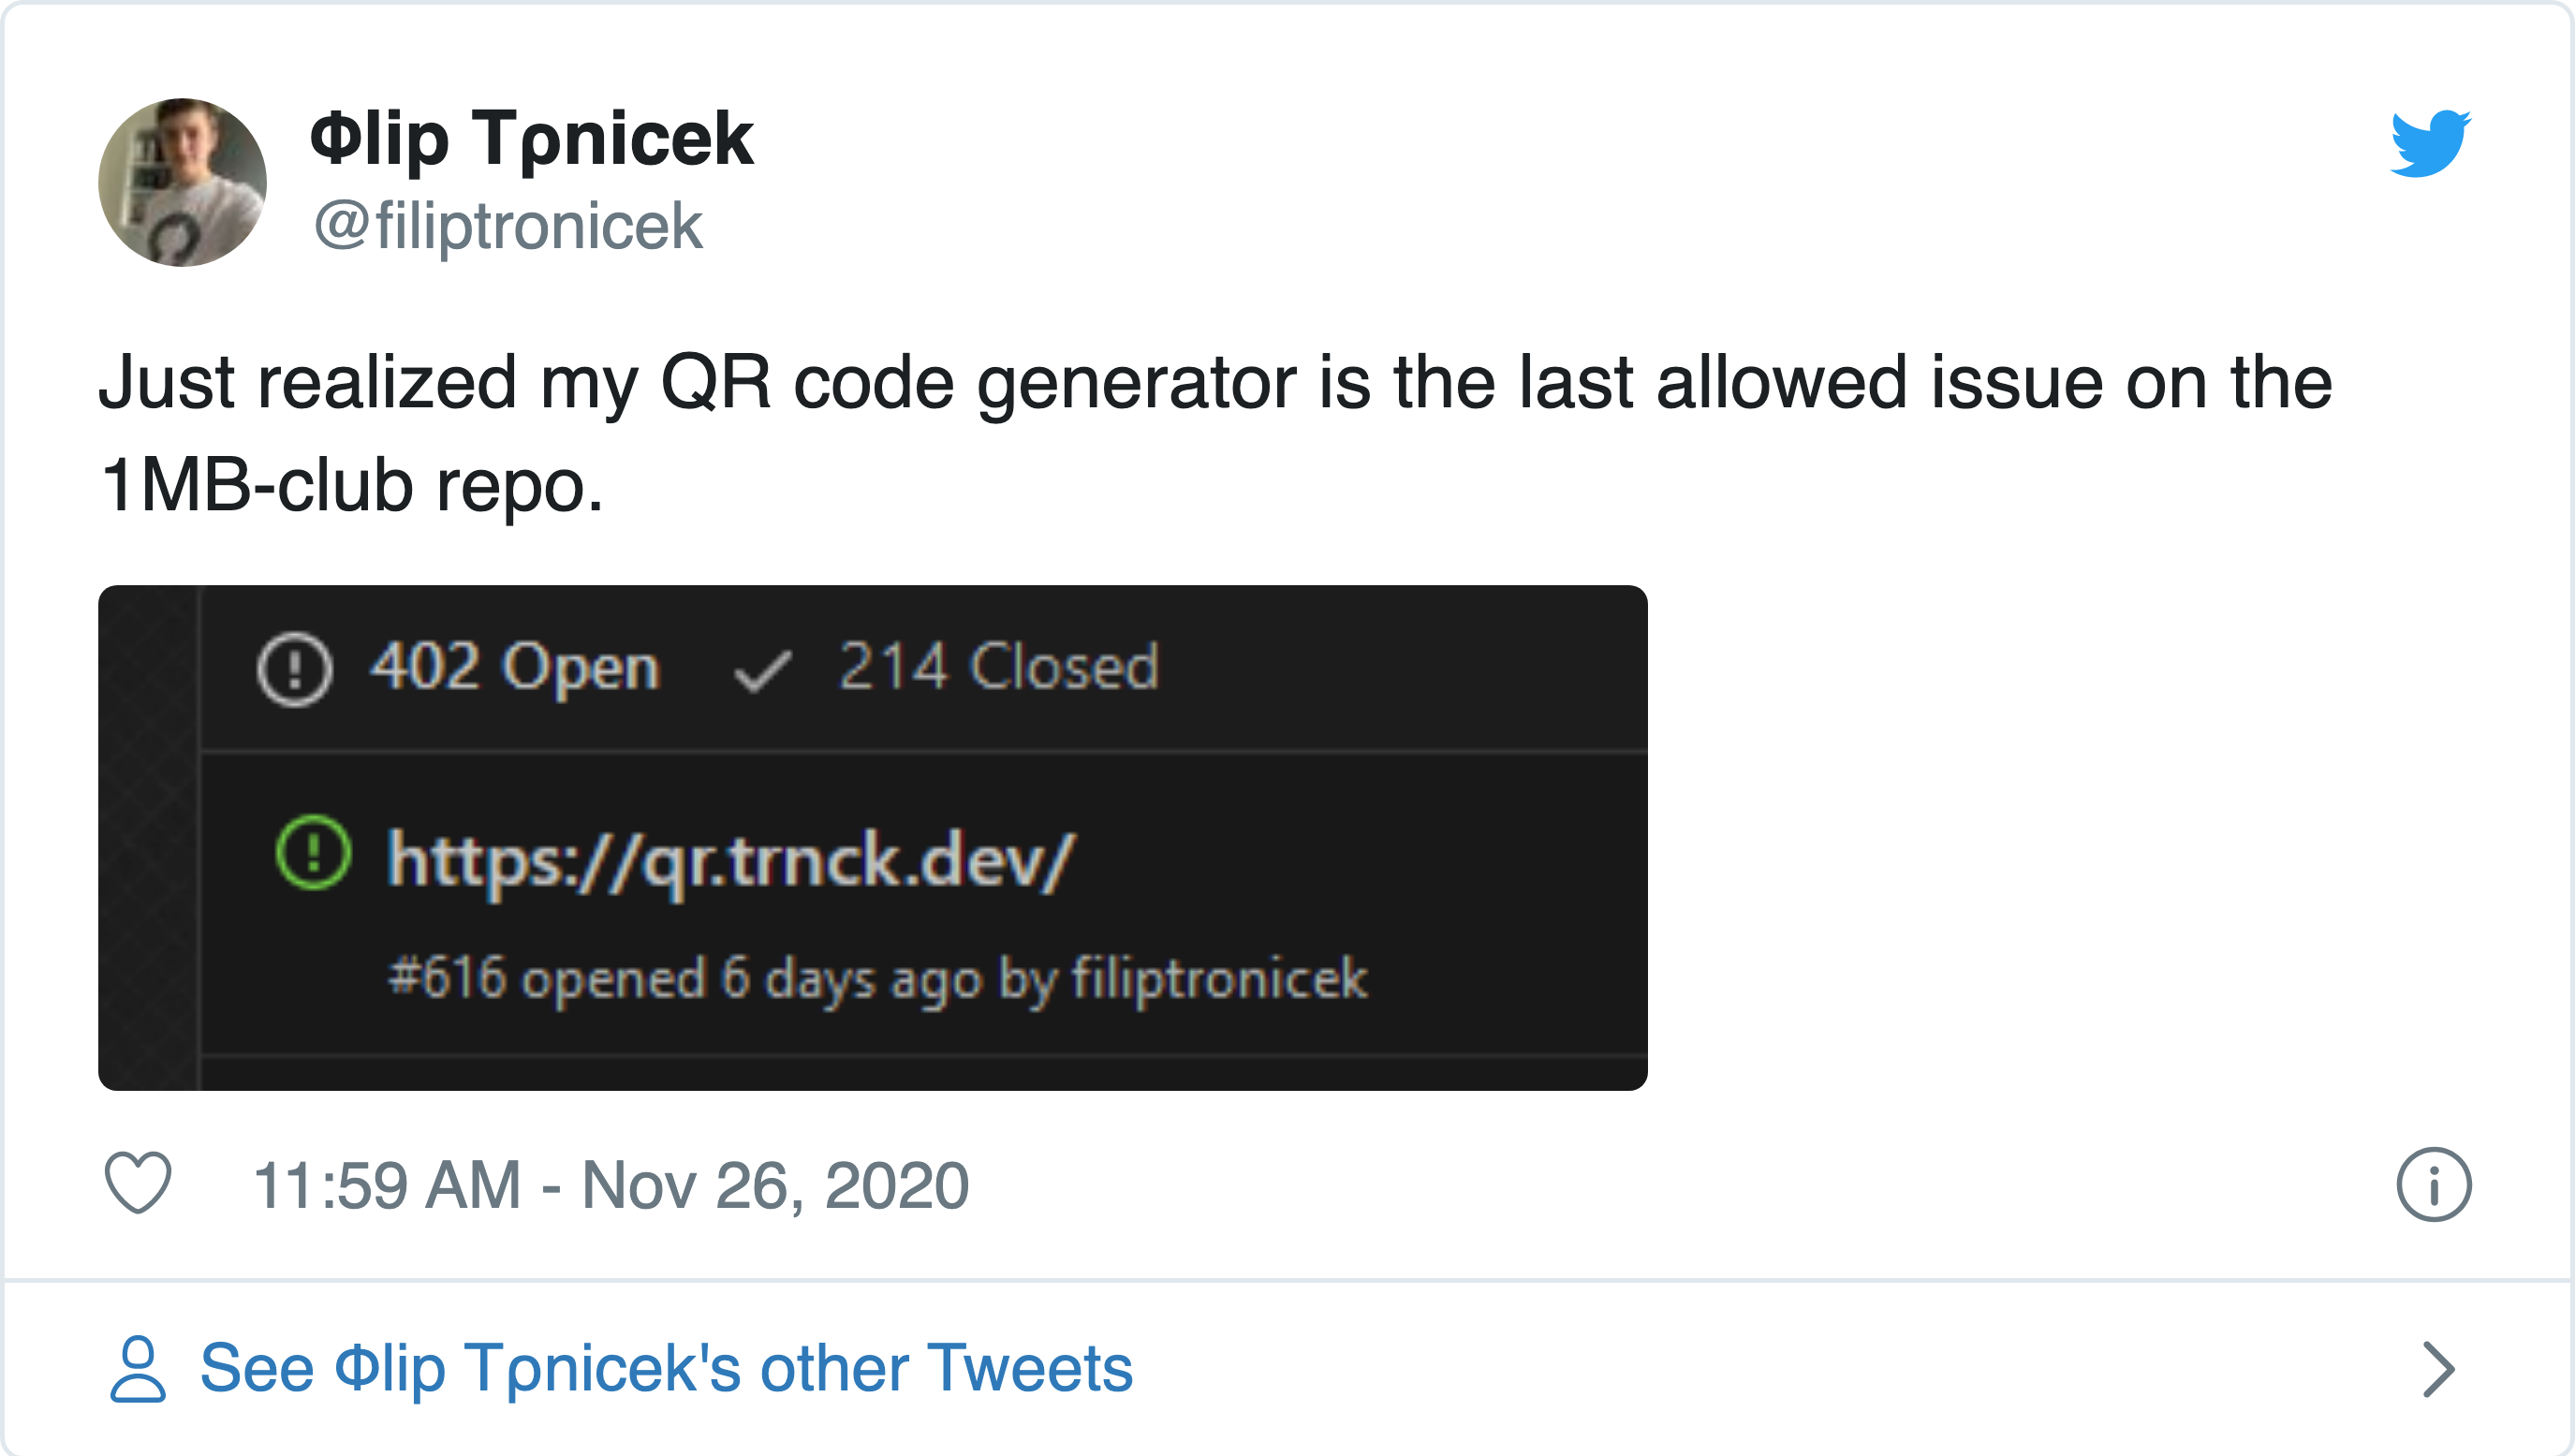 Φlip Tρnicek
@filiptronicek
Just realized my QR code generator is the last allowed issue on the
1MB-club repo.
402 Open 214 Closed
https://qr.trnck.dev/
#616 opened 6 days ago by filiptronicek
11:59 AM - Nov 26, 2020
See Φlip Tρnicek's other Tweets